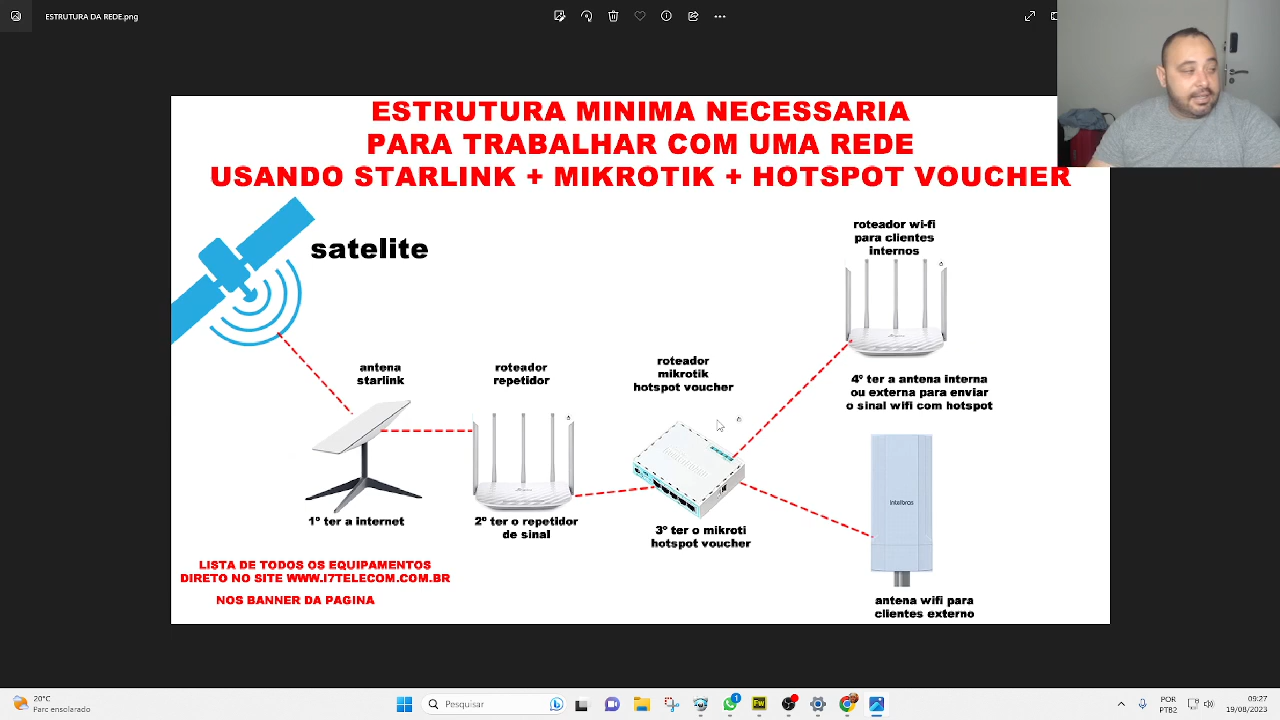 ESTRUTURA DA REDE.png
ESTRUTURA MINIMA NECESSARIA
PARA TRABALHAR COM UMA REDE
USANDO STARLINK + MIKROTIK + HOTSPOT VOUCHER
satelite
roteador wi-fi
para clientes
internos
antena
starlink
roteador
repetidor
roteador
mikrotik
hotspot voucher
4º ter a antena interna
ou externa para enviar
o sinal wifi com hotspot
intelbras
1º ter a internet
2º ter o repetidor
de sinal
3º ter o mikroti
hotspot voucher
LISTA DE TODOS OS EQUIPAMENTOS
DIRETO NO SITE WWW.I7TELECOM.COM.BR
NOS BANNER DA PAGINA
antena wifi para
clientes externo
20°C
Parc ensolarado
Pesquisar
1
Fw
POR
PTB2
09:27
19/08/2023